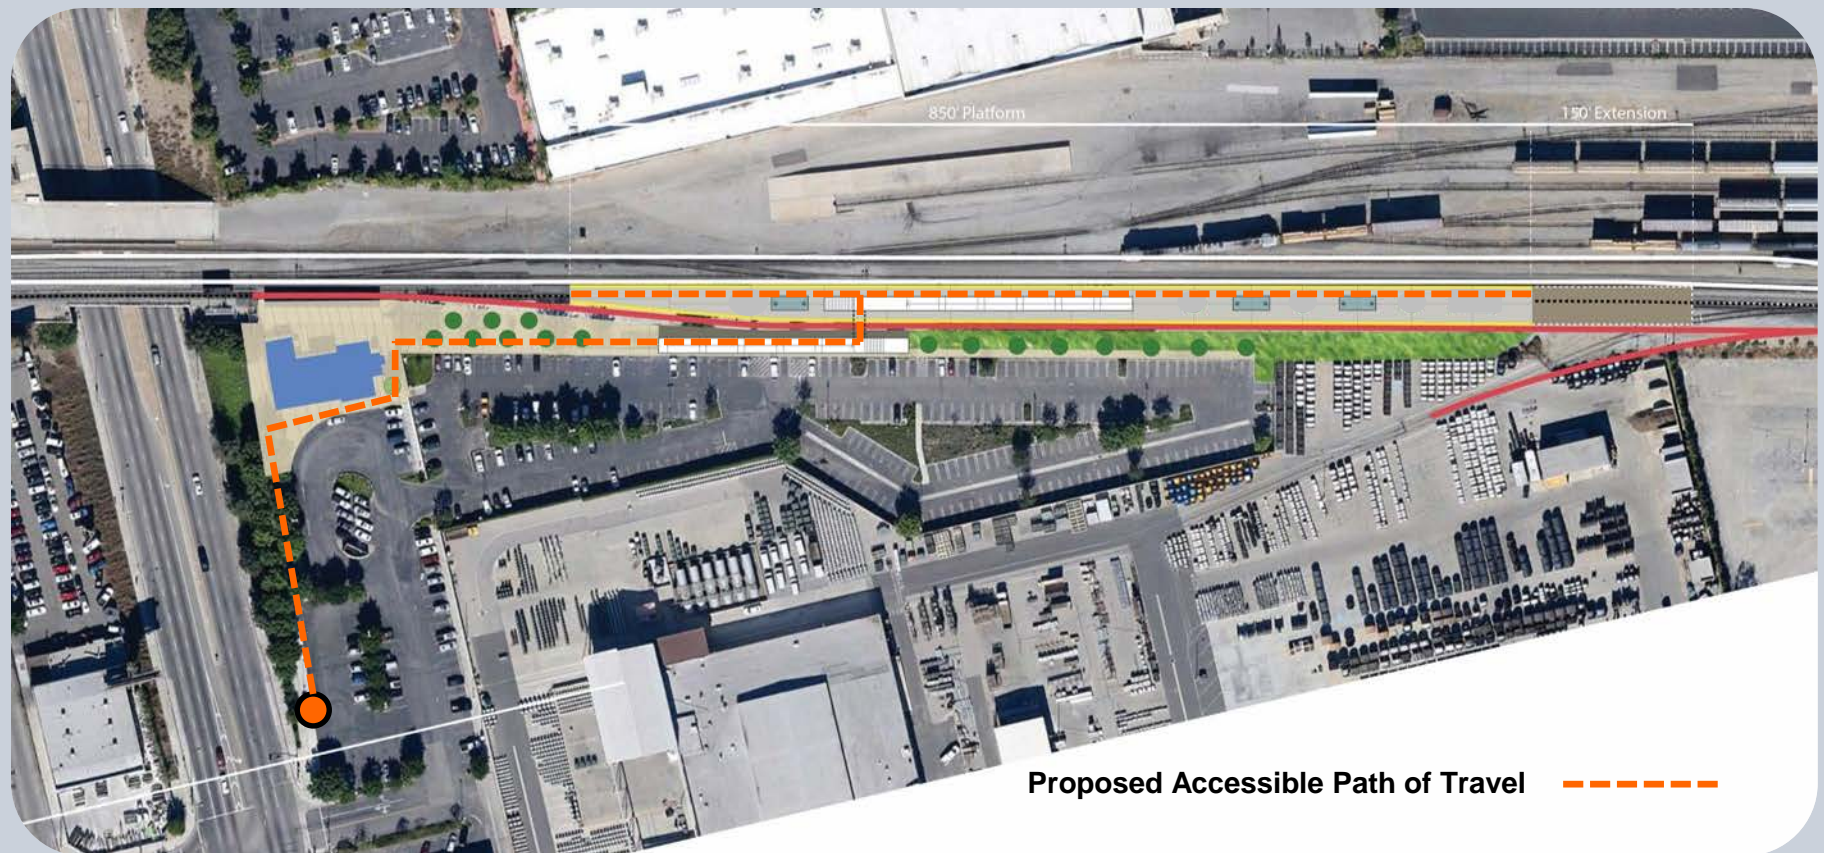 850' Platform
150' Extension
Proposed Accessible Path of Travel